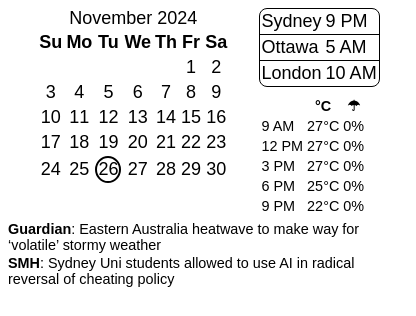 November 2024
Su Mo Tu We Th Fr Sa
1 2
3 4 5 6 7 8 9
10 11 12 13 14 15 16
17 18 19 20 21 22 23
24 25 26 27 28 29 30
Sydney 9 PM
Ottawa 5 AM
London 10 AM
°C ☂
9 AM 27°C 0%
12 PM 27°C 0%
3 PM 27°C 0%
6 PM 25°C 0%
9 PM 22°C 0%
Guardian: Eastern Australia heatwave to make way for
‘volatile’ stormy weather
SMH: Sydney Uni students allowed to use AI in radical
reversal of cheating policy